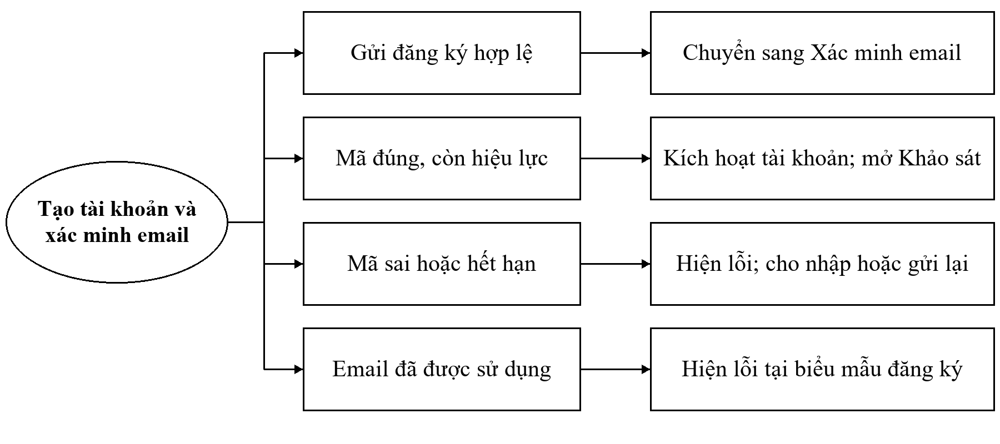 Gửi đăng ký hợp lệ
Chuyển sang Xác minh email
Mã đúng, còn hiệu lực
Kích hoạt tài khoản; mở Khảo sát
Tạo tài khoản và
xác minh email
Mã sai hoặc hết hạn
Hiện lỗi; cho nhập hoặc gửi lại
Email đã được sử dụng
Hiện lỗi tại biểu mẫu đăng ký